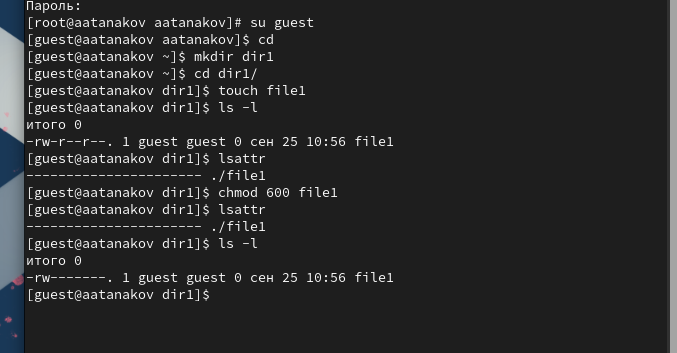 Пароль:
[root@aatanakov aatanakov]# su guest
[guest@aatanakov aatanakov]$ cd
[guest@aatanakov ~]$ mkdir dir1
[guest@aatanakov ~]$ cd dir1/
[guest@aatanakov dir1]$ touch file1
[guest@aatanakov dir1]$ ls -l
итого 0
-rw-r--r--. 1 guest guest 0 сен 25 10:56 file1
[guest@aatanakov dir1]$ lsattr
---------------------- ./file1
[guest@aatanakov dir1]$ chmod 600 file1
[guest@aatanakov dir1]$ lsattr
---------------------- ./file1
[guest@aatanakov dir1]$ ls -l
итого 0
-rw-------. 1 guest guest 0 сен 25 10:56 file1
[guest@aatanakov dir1]$